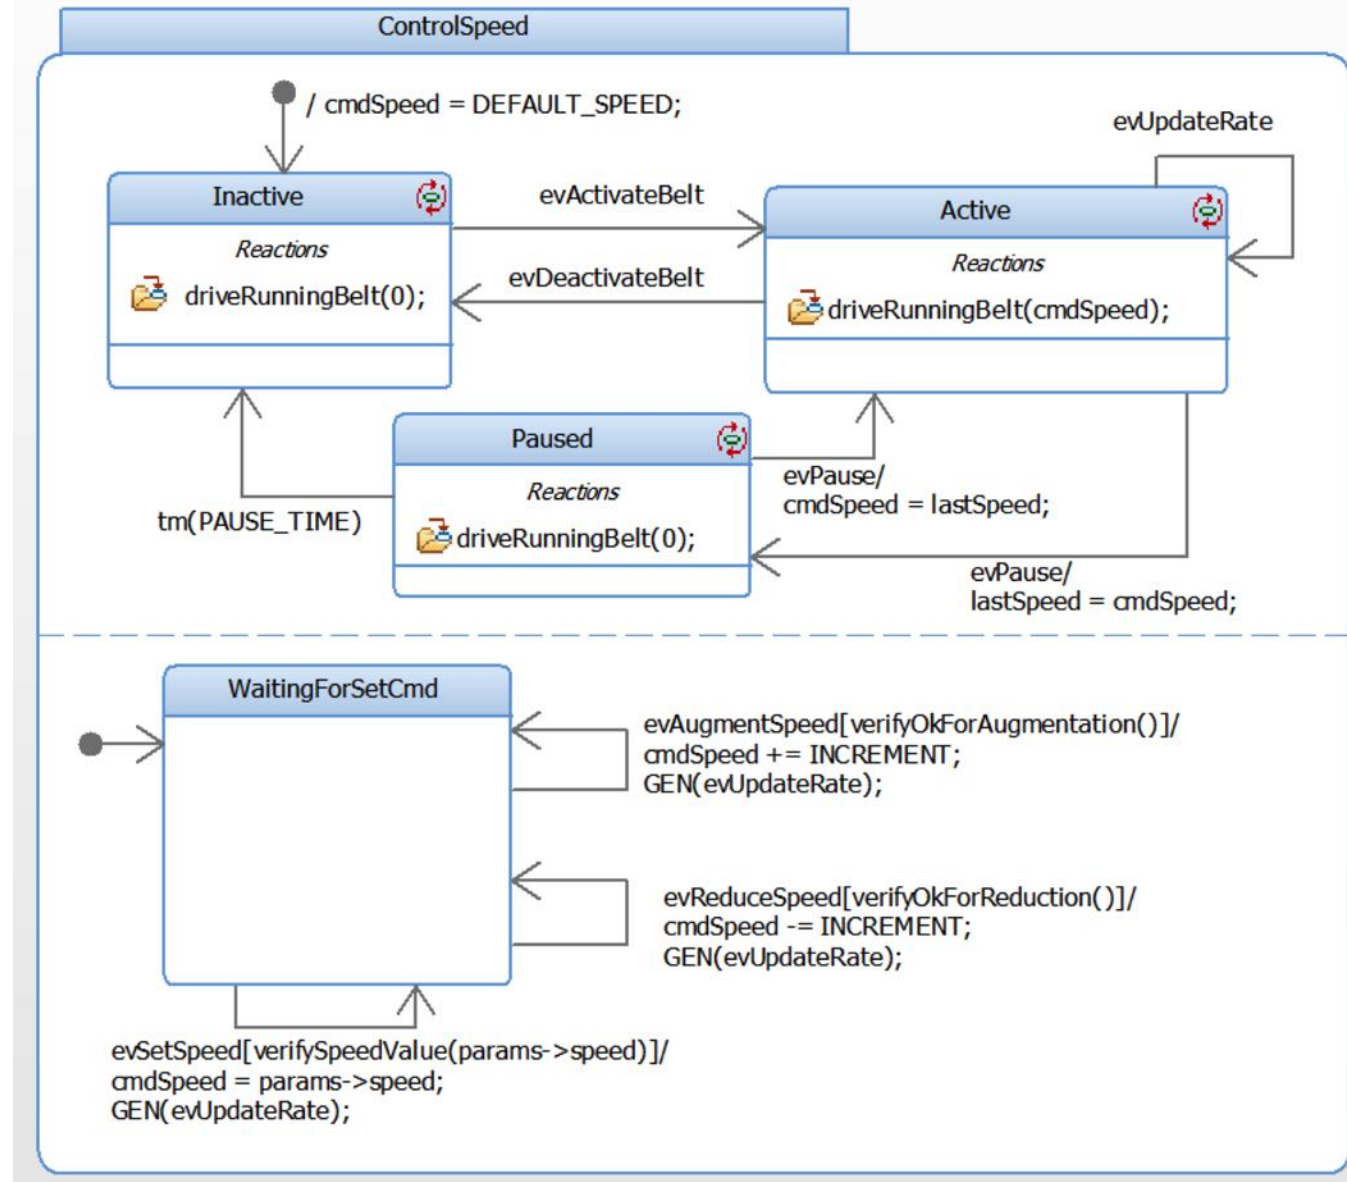 ControlSpeed
/ cmdSpeed = DEFAULT_SPEED;
evUpdateRate
Inactive
Reactions
driveRunningBelt(0);
evActivateBelt
evDeactivateBelt
Active
Reactions
driveRunningBelt(cmdSpeed);
Paused
Reactions
driveRunningBelt(0);
tm(PAUSE_TIME)
evPause/
cmdSpeed = lastSpeed;
evPause/
lastSpeed = cmdSpeed;
WaitingForSetCmd
evAugmentSpeed[verifyOkForAugmentation()]/
cmdSpeed += INCREMENT;
GEN(evUpdateRate);
evReduceSpeed[verifyOkForReduction()]/
cmdSpeed -= INCREMENT;
GEN(evUpdateRate);
evSetSpeed[verifySpeedValue(params->speed)]/
cmdSpeed = params->speed;
GEN(evUpdateRate);